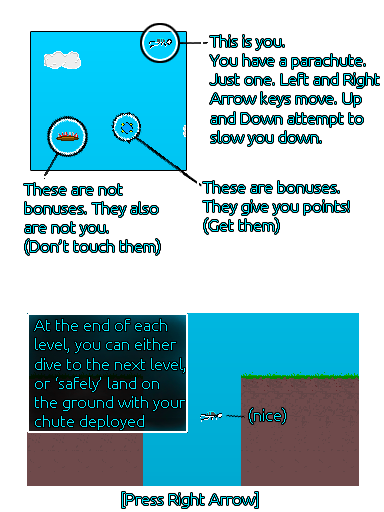 This is you.
You have a parachute.
Just one. Left and Right
Arrow keys move. Up
and Down attempt to
slow you down.
These are not
bonuses. They also
are not you.
(Don't touch them)
These are bonuses.
They give you points!
(Get them)
At the end of each
level, you can either
dive to the next level,
or 'safely' land on
the ground with your
chute deployed
(nice)
[Press Right Arrow]